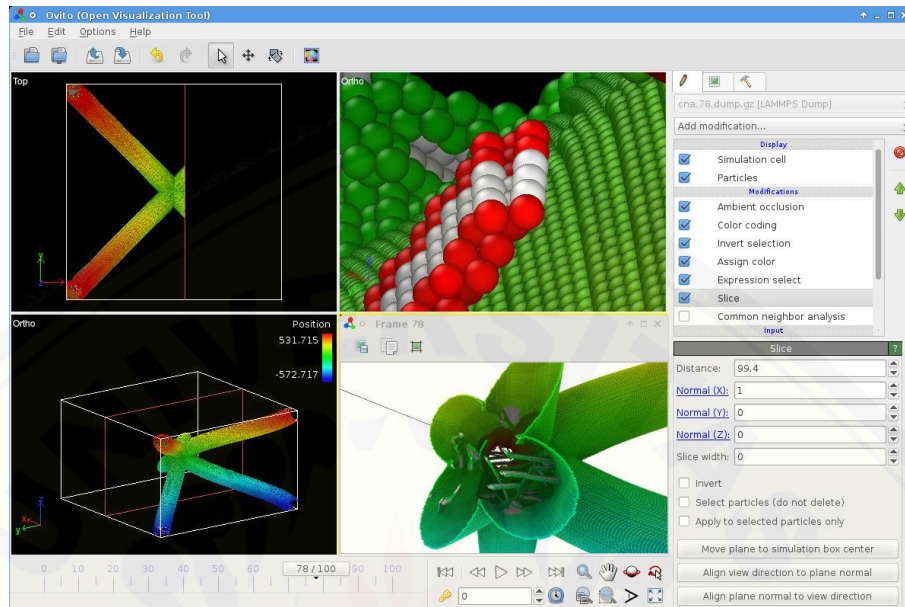 Ovito (Open Visualization Tool)
File Edit Options Help
Top
Ortho
y
cna.78.dump.gz [LAMMPS Dump]
Add modification...
Display
Simulation cell
Particles
Modifications
Ambient occlusion
Color coding
Invert selection
Assign color
Expression select
Slice
Common neighbor analysis
Input
Ortho
Position
531.715
-572.717
z
x
y
Frame 78
Slice ?
Distance: 99.4
Normal (X): 1
Normal (Y): 0
Normal (Z): 0
Slice width: 0
Invert
Select particles (do not delete)
Apply to selected particles only
Move plane to simulation box center
Align view direction to plane normal
Align plane normal to view direction
0 10 20 30 40 50 60 78 / 100 90 100
0